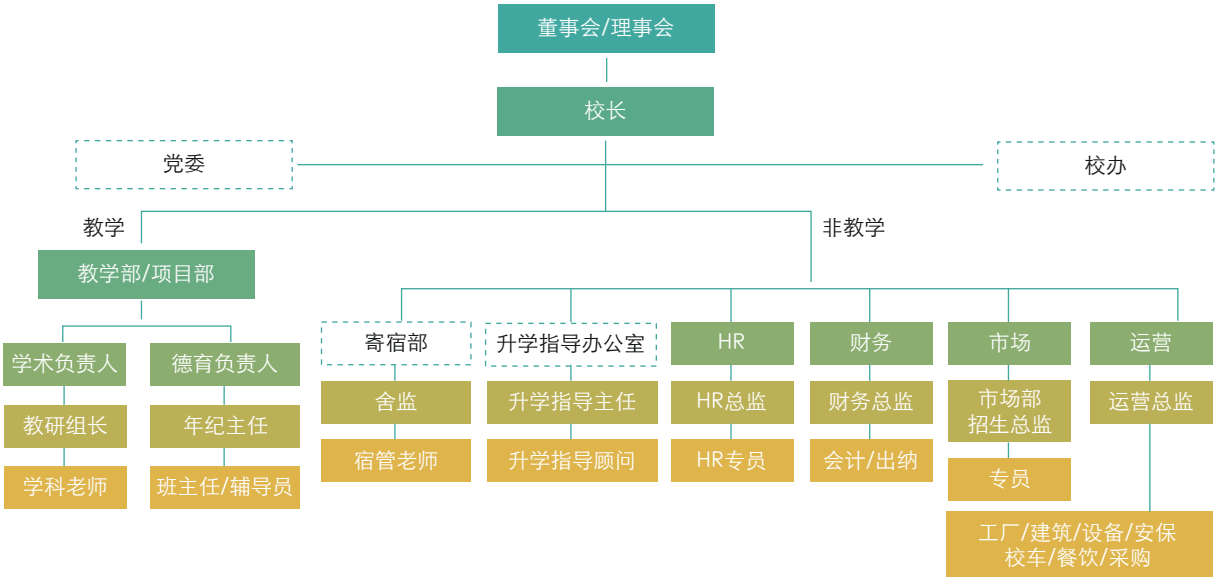 董事会/理事会
校长
党委
校办
教学
非教学
教学部/项目部
寄宿部
升学指导办公室
HR
财务
市场
运营
学术负责人
德育负责人
舍监
升学指导主任
HR总监
财务总监
市场部
招生总监
运营总监
教研组长
年纪主任
宿管老师
升学指导顾问
HR专员
会计/出纳
专员
学科老师
班主任/辅导员
工厂/建筑/设备/安保
校车/餐饮/采购